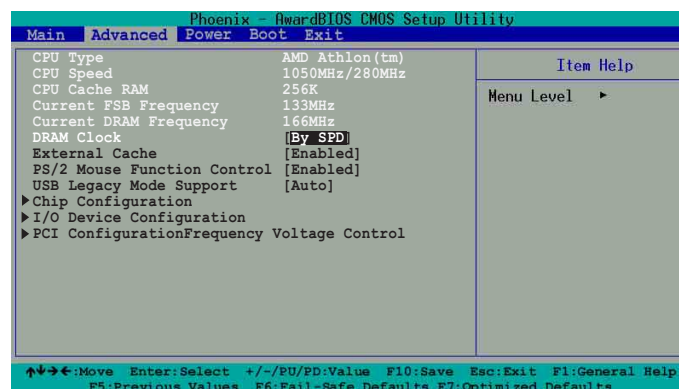 Phoenix - AwardBIOS CMOS Setup Utility
Main Advanced Power Boot Exit
CPU Type AMD Athlon(tm)
CPU Speed 1050MHz/280MHz
CPU Cache RAM 256K
Current FSB Frequency 133MHz
Current DRAM Frequency 166MHz
DRAM Clock [By SPD]
External Cache [Enabled]
PS/2 Mouse Function Control [Enabled]
USB Legacy Mode Support [Auto]
Chip Configuration
I/O Device Configuration
PCI ConfigurationFrequency Voltage Control
Item Help
Menu Level
:Move Enter:Select +/-/PU/PD:Value F10:Save Esc:Exit F1:General Help
F5:Previous Values F6:Fail-Safe Defaults F7:Optimized Defaults